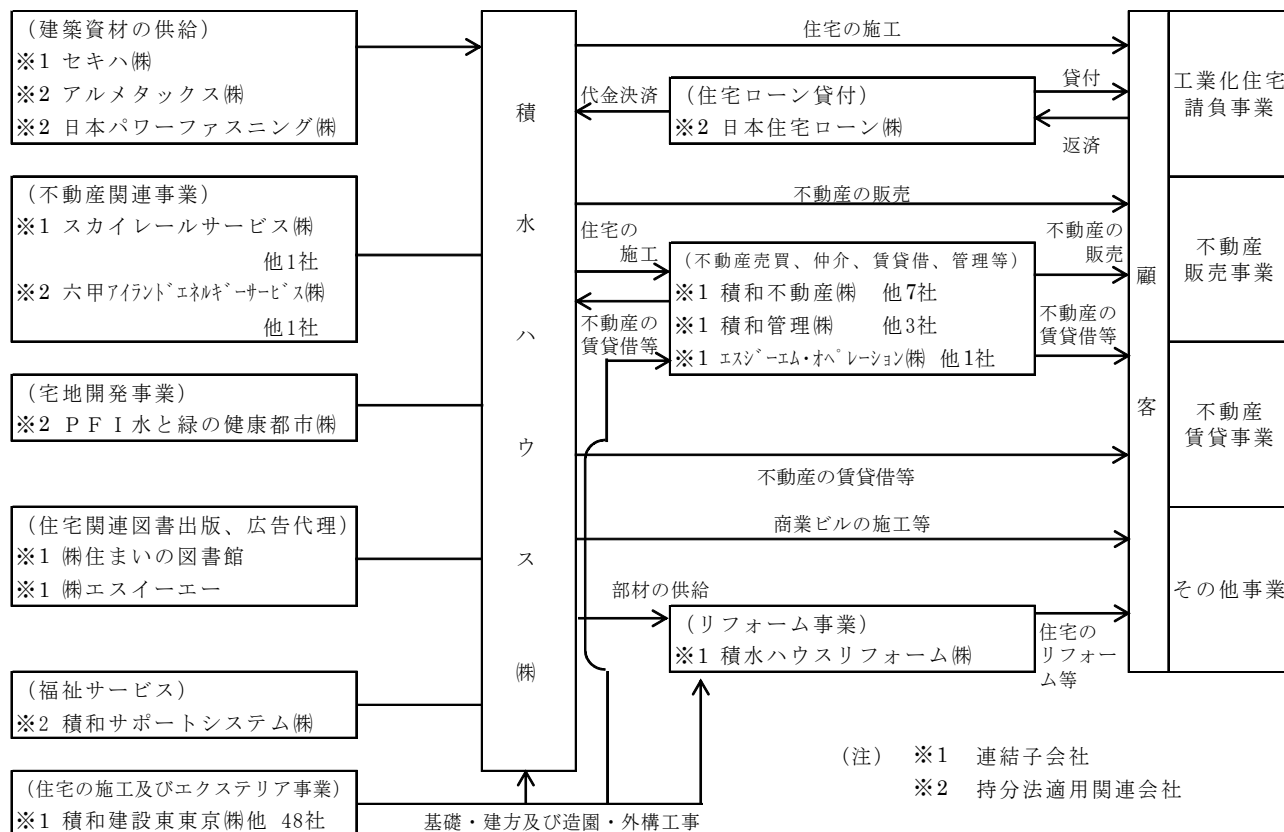 (建築資材の供給)
※1 セキハ㈱
※2 アルメタックス㈱
※2 日本パワーファスニング㈱
(不動産関連事業)
※1 スカイレールサービス㈱
他1社
※2 六甲アイランドエネルギーサービス㈱
他1社
(宅地開発事業)
※2 PFI水と緑の健康都市㈱
(住宅関連図書出版、広告代理)
※1 ㈱住まいの図書館
※1 ㈱エスイーエー
(福祉サービス)
※2 積和サポートシステム㈱
(住宅の施工及びエクステリア事業)
※1 積和建設東東京㈱他 48社
積水ハウス㈱
住宅の施工
代金決済
(住宅ローン貸付)
※2 日本住宅ローン㈱
貸付
返済
不動産の販売
住宅の
施工
不動産の
賃貸借等
(不動産売買、仲介、賃貸借、管理等)
※1 積和不動産㈱ 他7社
※1 積和管理㈱ 他3社
※1 エスジーエム・オペレーション㈱ 他1社
不動産の
販売
不動産の
賃貸借等
不動産の賃貸借等
商業ビルの施工等
部材の供給
(リフォーム事業)
※1 積水ハウスリフォーム㈱
住宅の
リフォー
ム等
基礎・建方及び造園・外構工事
顧客
工業化住宅
請負事業
不動産
販売事業
不動産
賃貸事業
その他事業
(注) ※1 連結子会社
※2 持分法適用関連会社